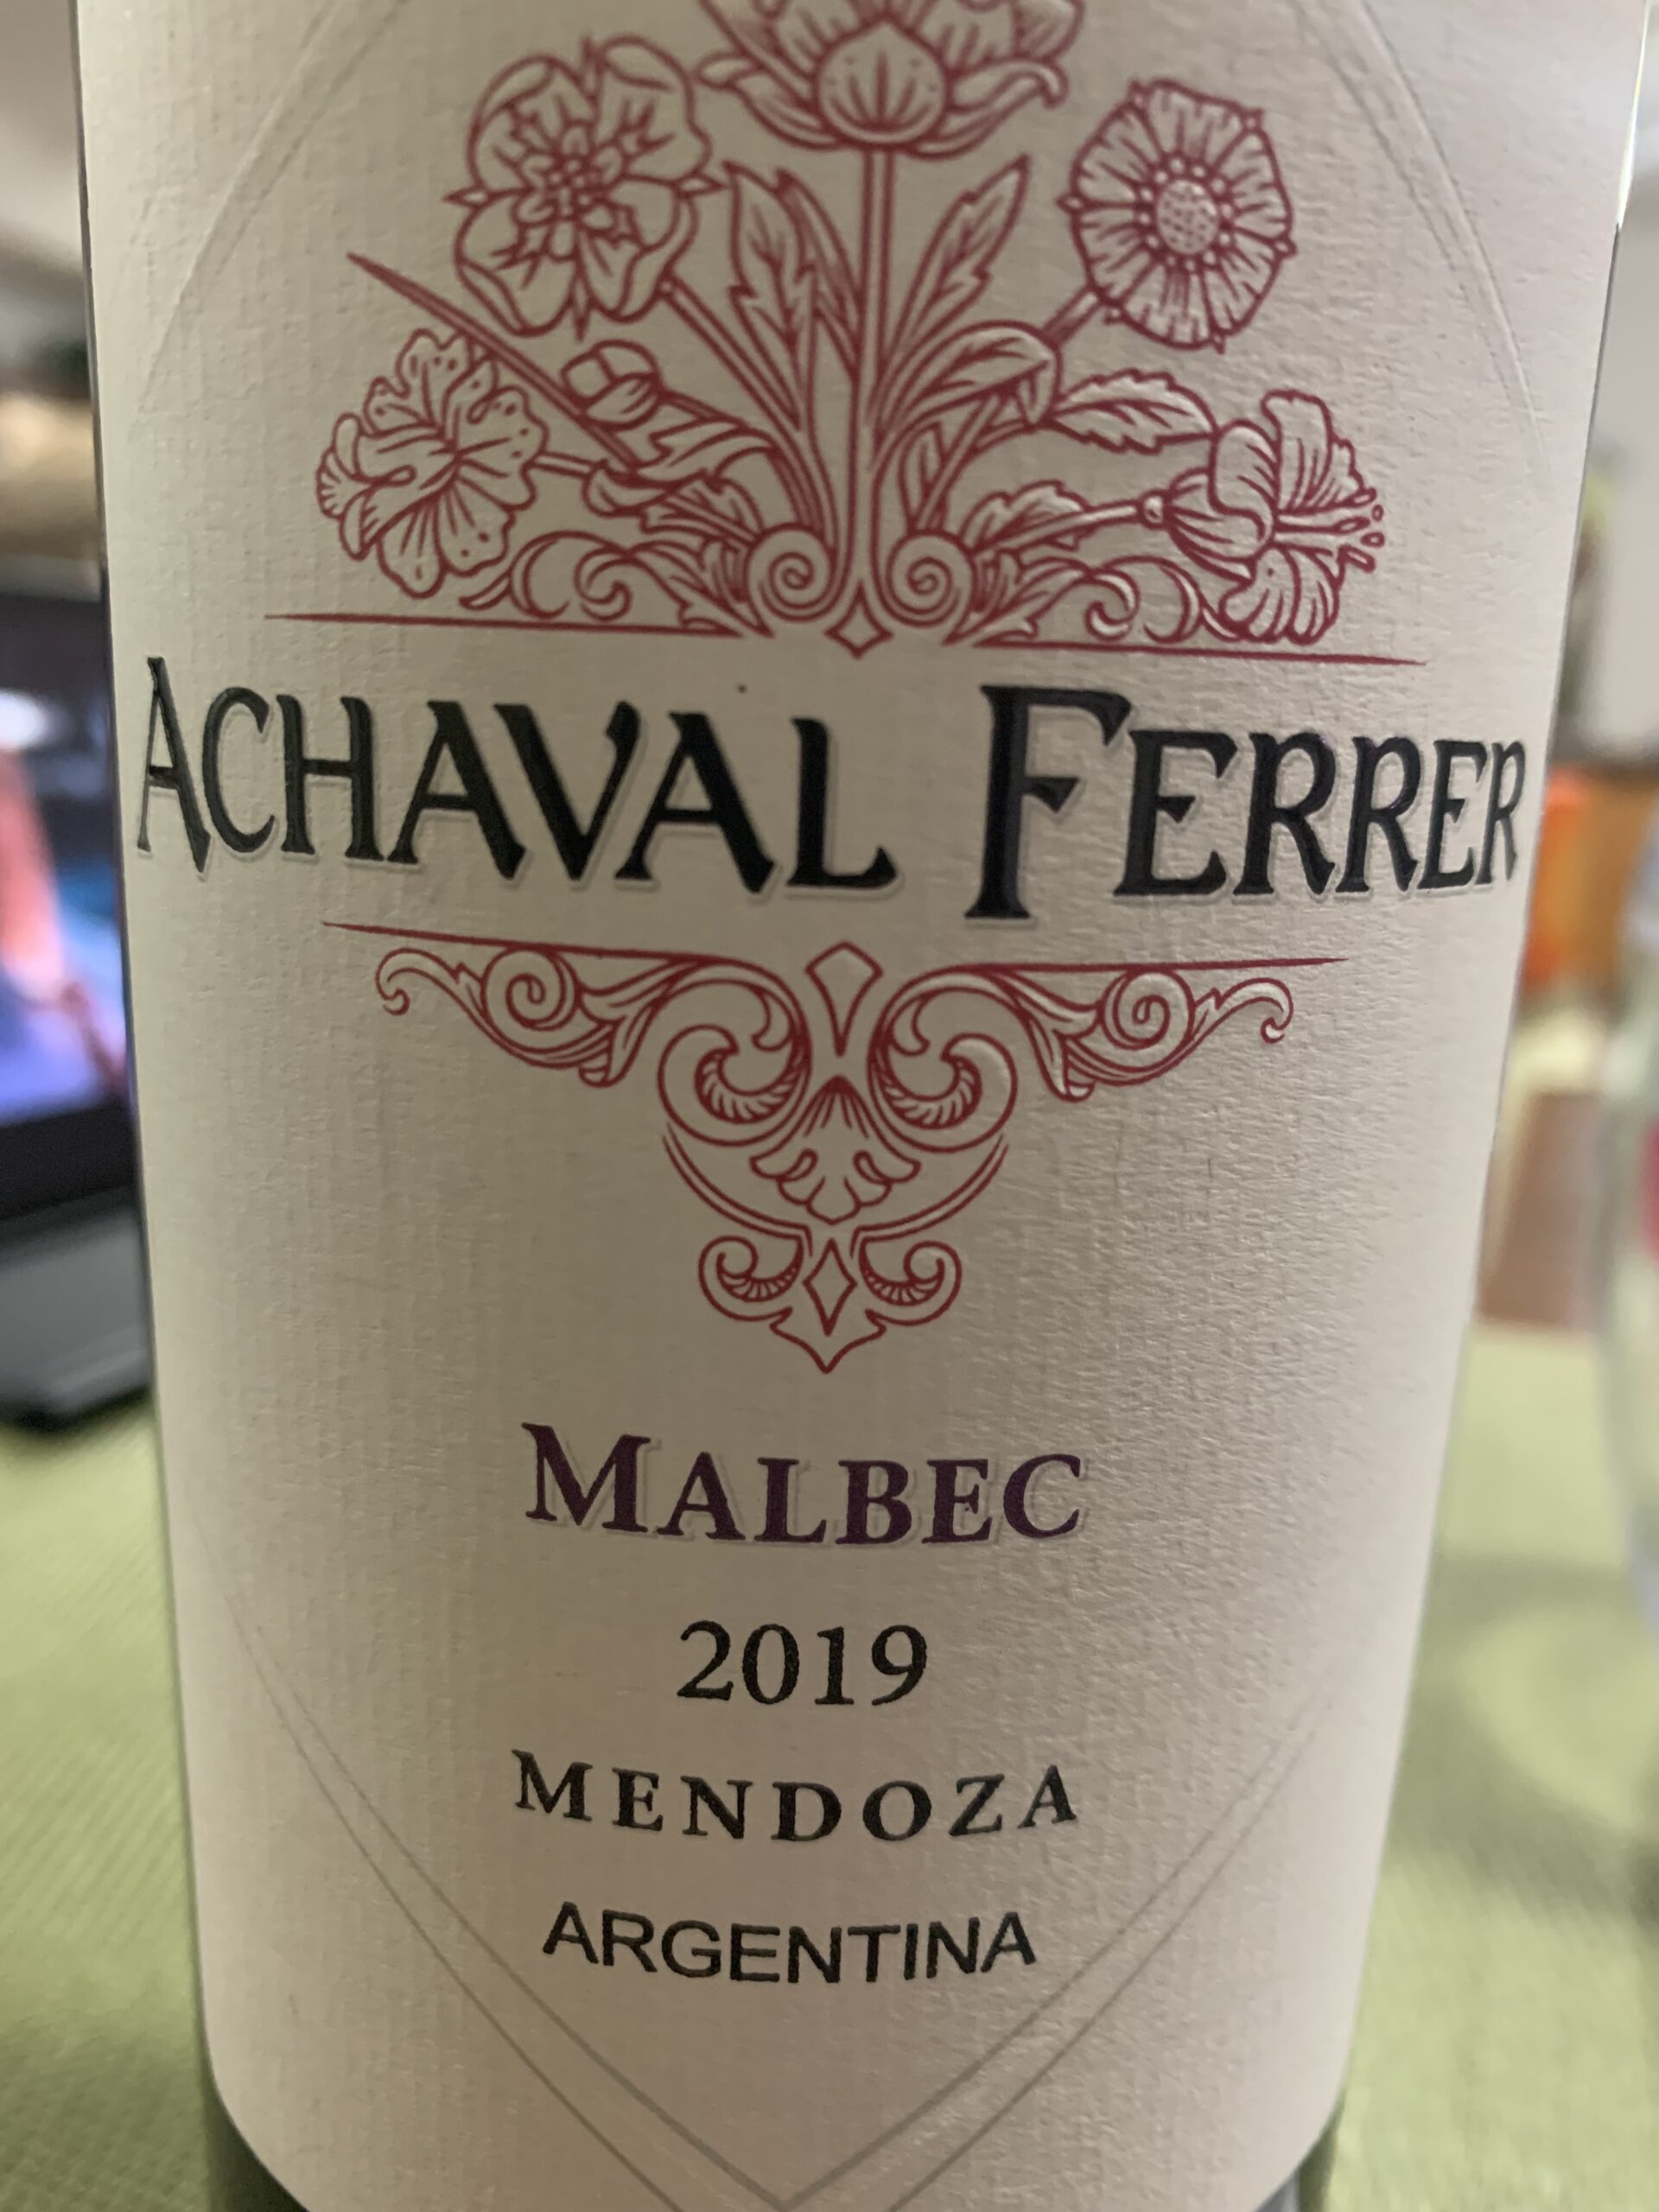 ACHAVAL FERRER
MALBEC
2019
MENDOZA
ARGENTINA